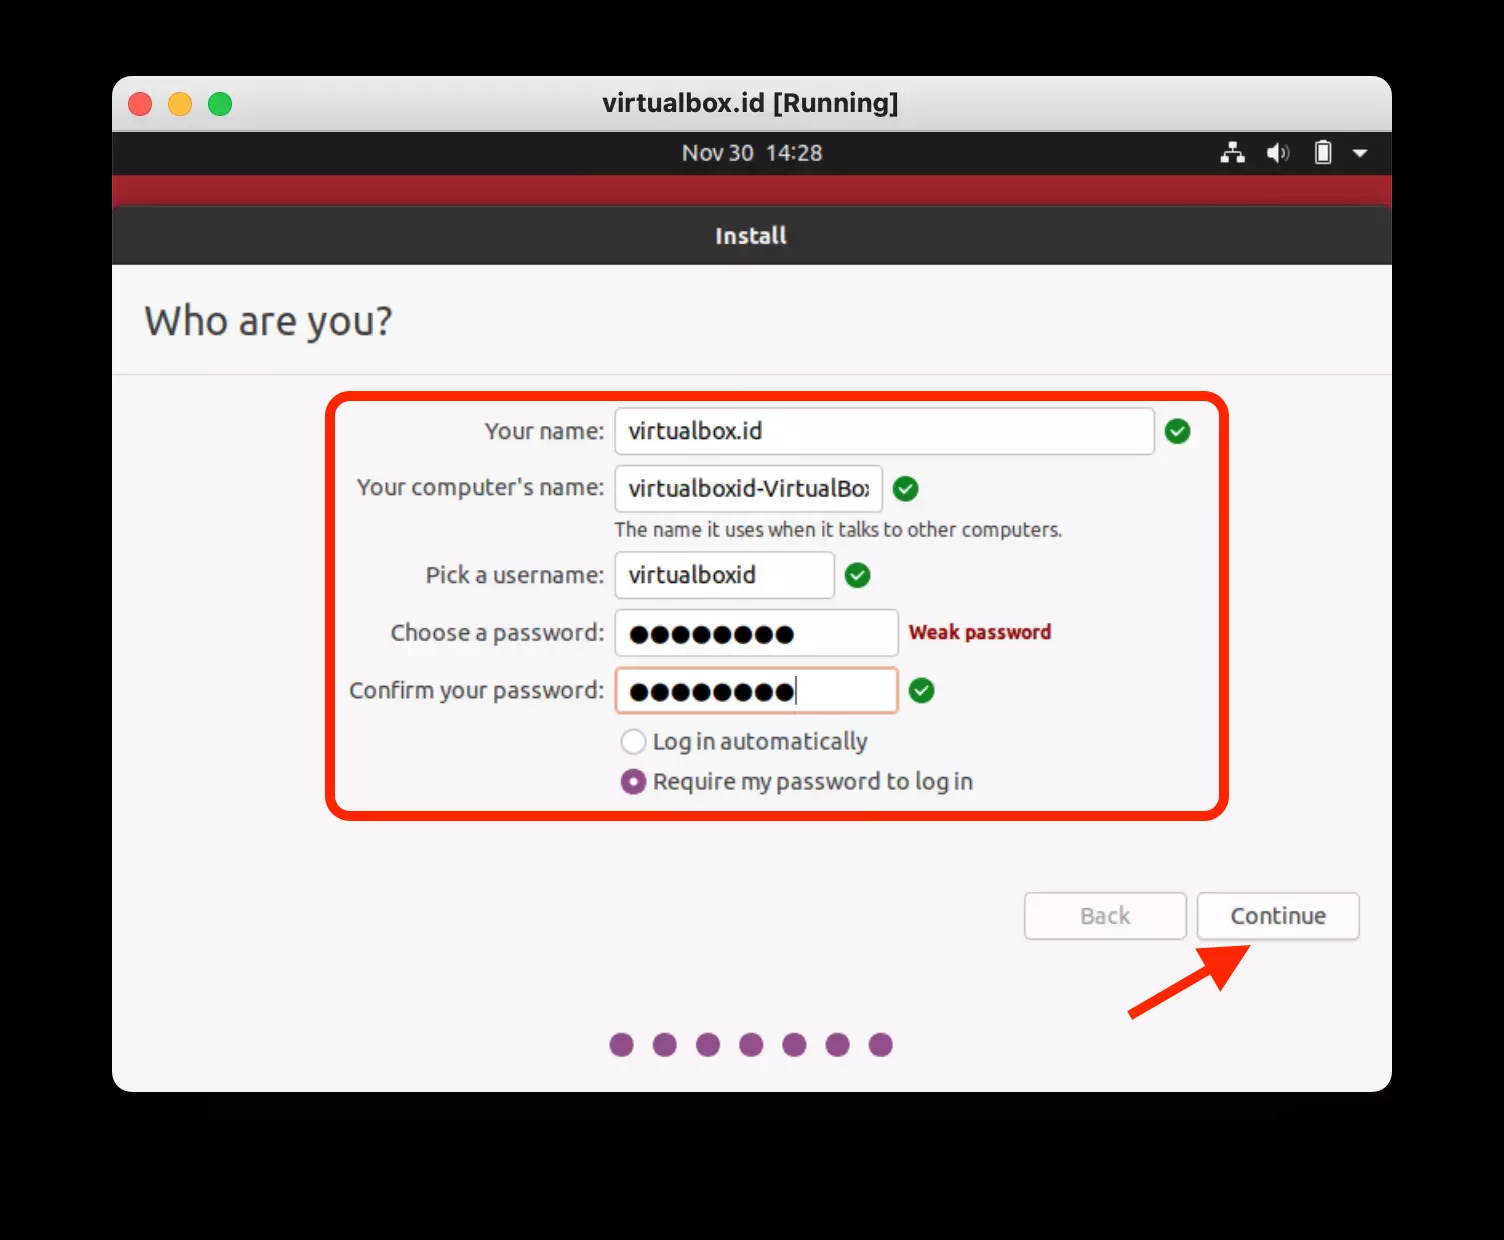 virtualbox.id [Running]
Nov 30 14:28
Install
Who are you?
Your name: virtualbox.id
Your computer's name: virtualboxid-VirtualBox
The name it uses when it talks to other computers.
Pick a username: virtualboxid
Choose a password: ●●●●●●●● Weak password
Confirm your password: ●●●●●●●●
Log in automatically
Require my password to log in
Back Continue